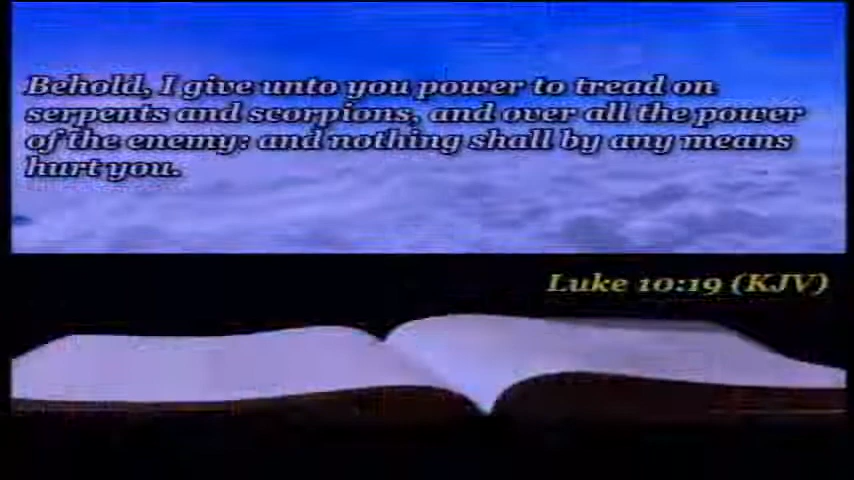 Behold, I give unto you power to tread on
serpents and scorpions, and over all the power
of the enemy: and nothing shall by any means
hurt you.
Luke 10:19 (KJV)